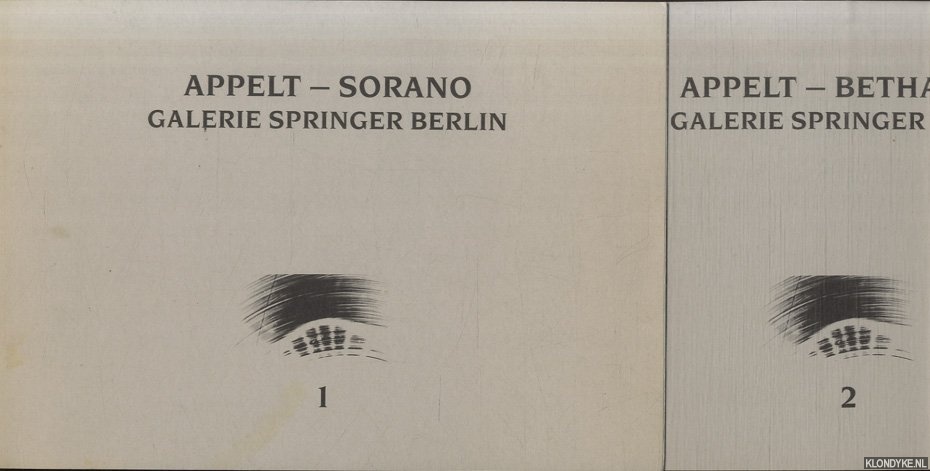 APPELT – SORANO
GALERIE SPRINGER BERLIN
1
APPELT – BETHA
GALERIE SPRINGER
2
KLONDYKE.NL